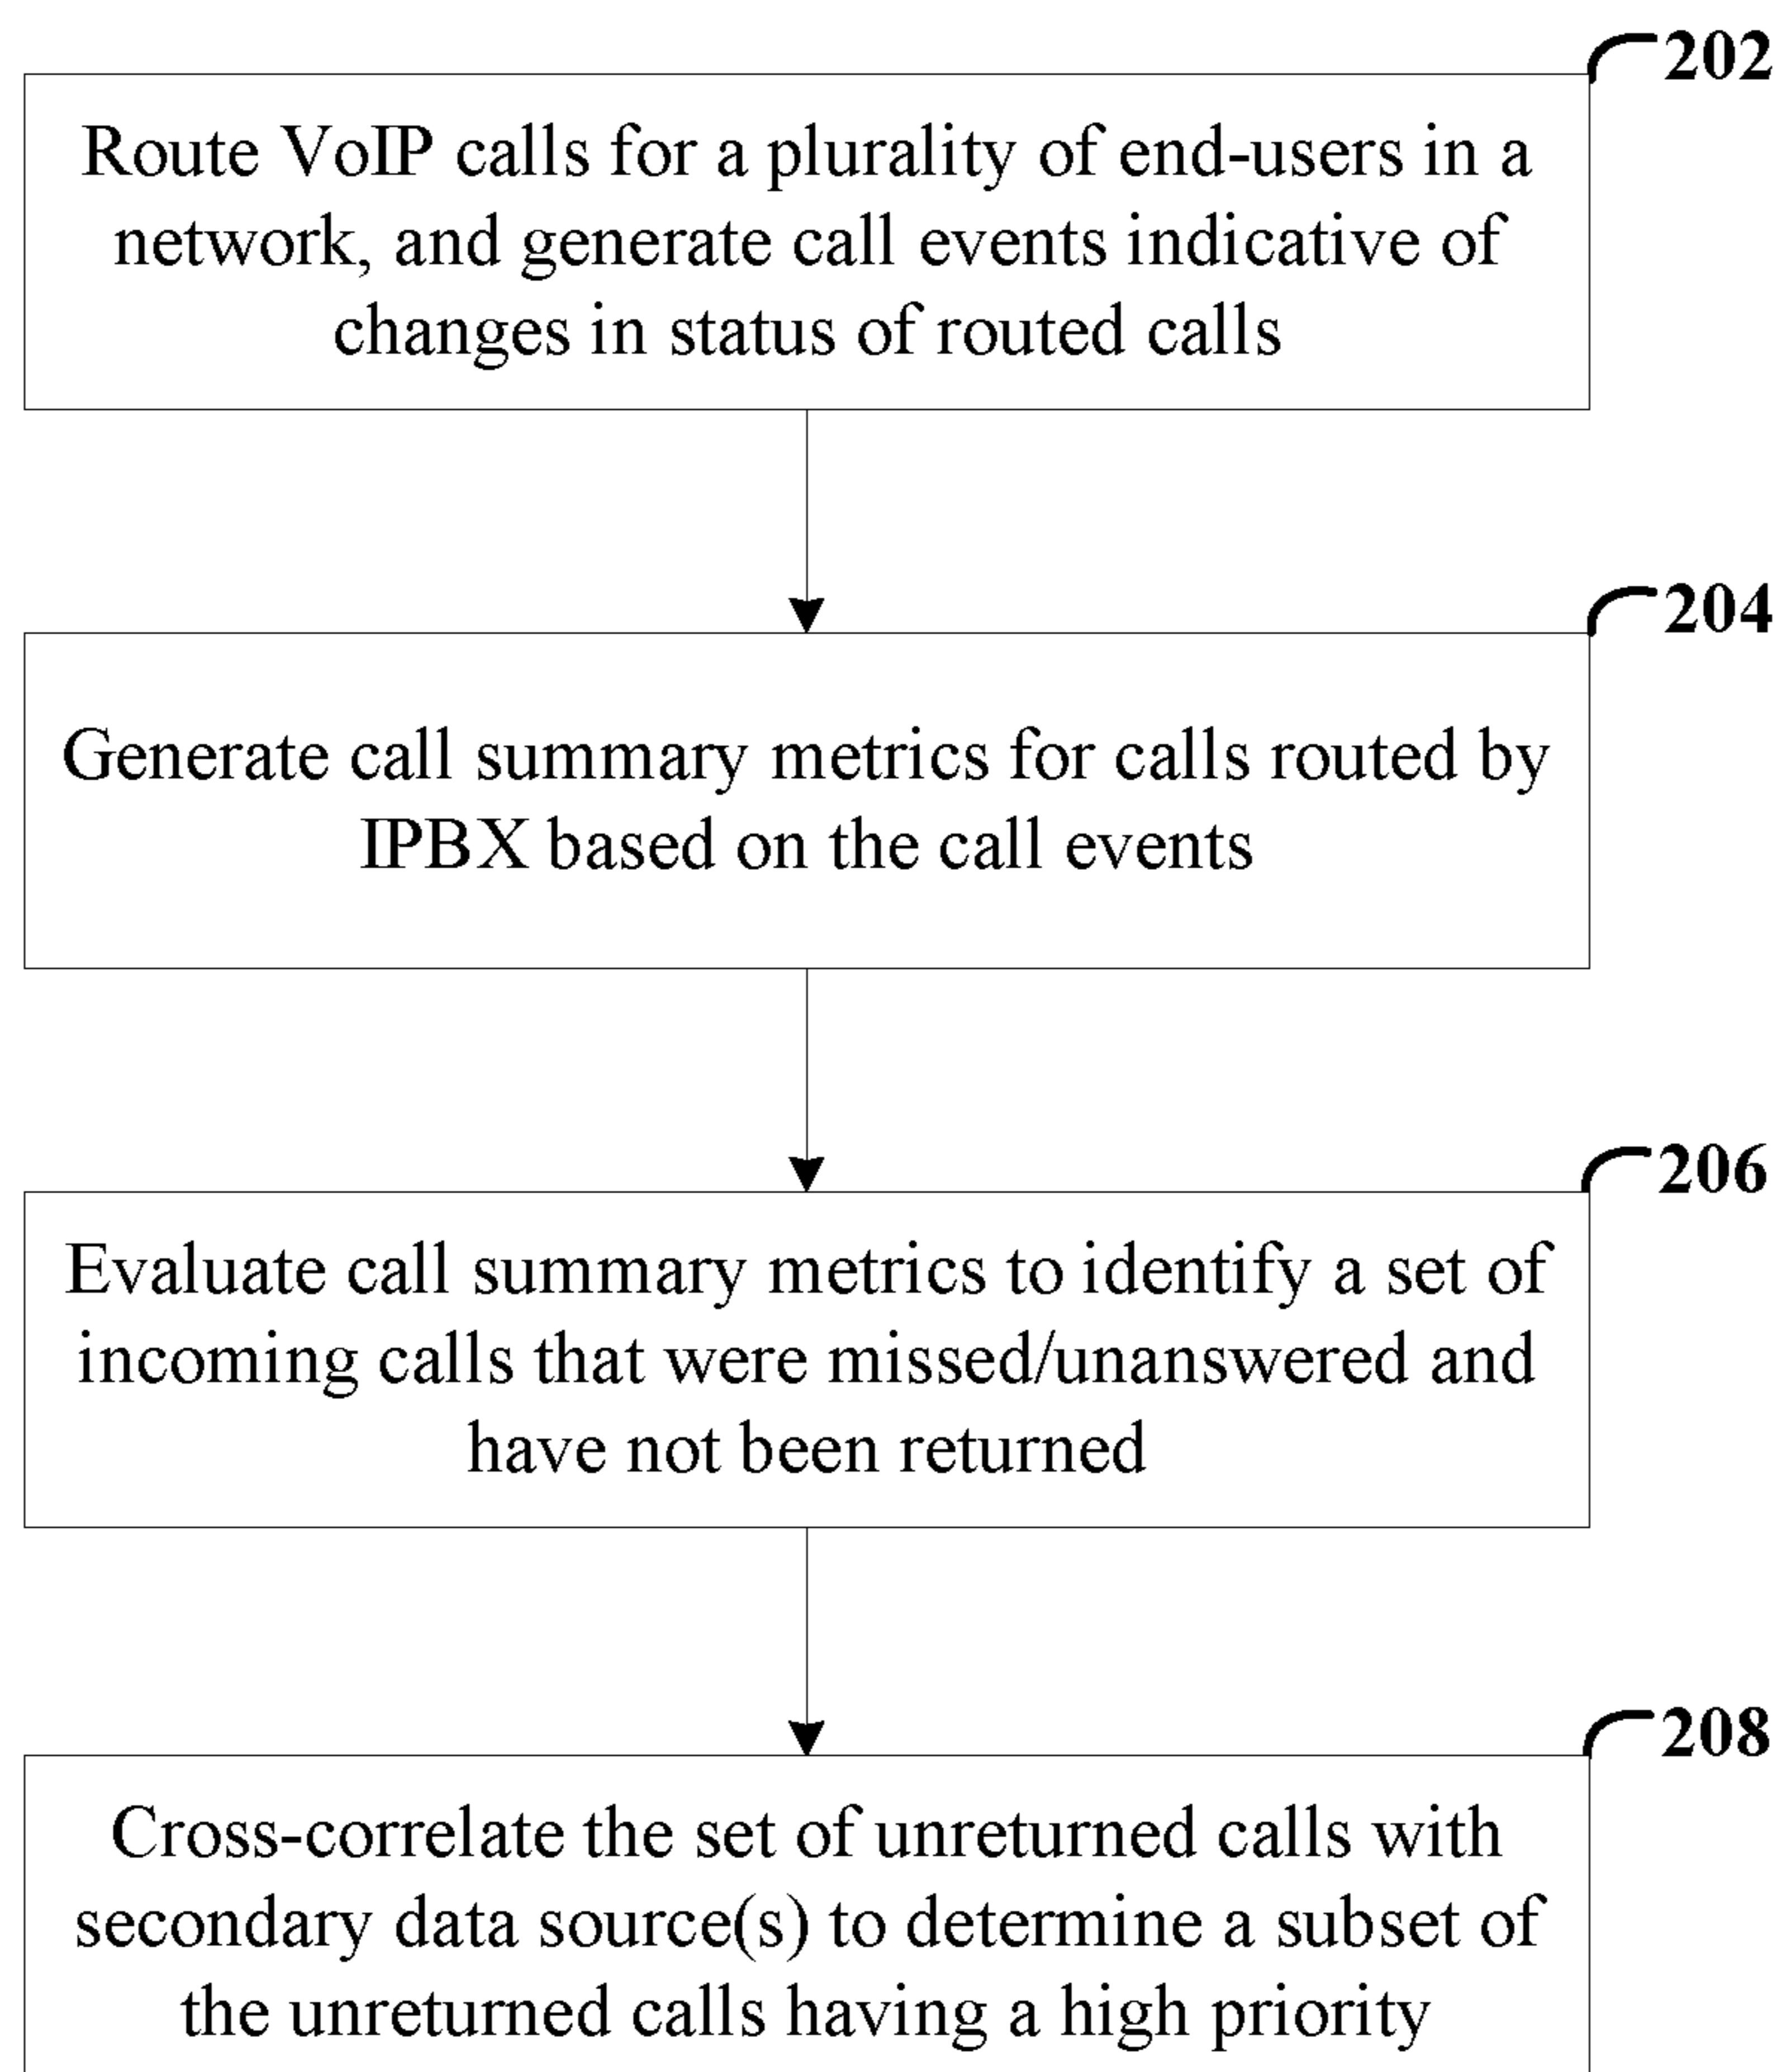 202
Route VoIP calls for a plurality of end-users in a
network, and generate call events indicative of
changes in status of routed calls
204
Generate call summary metrics for calls routed by
IPBX based on the call events
206
Evaluate call summary metrics to identify a set of
incoming calls that were missed/unanswered and
have not been returned
208
Cross-correlate the set of unreturned calls with
secondary data source(s) to determine a subset of
the unreturned calls having a high priority